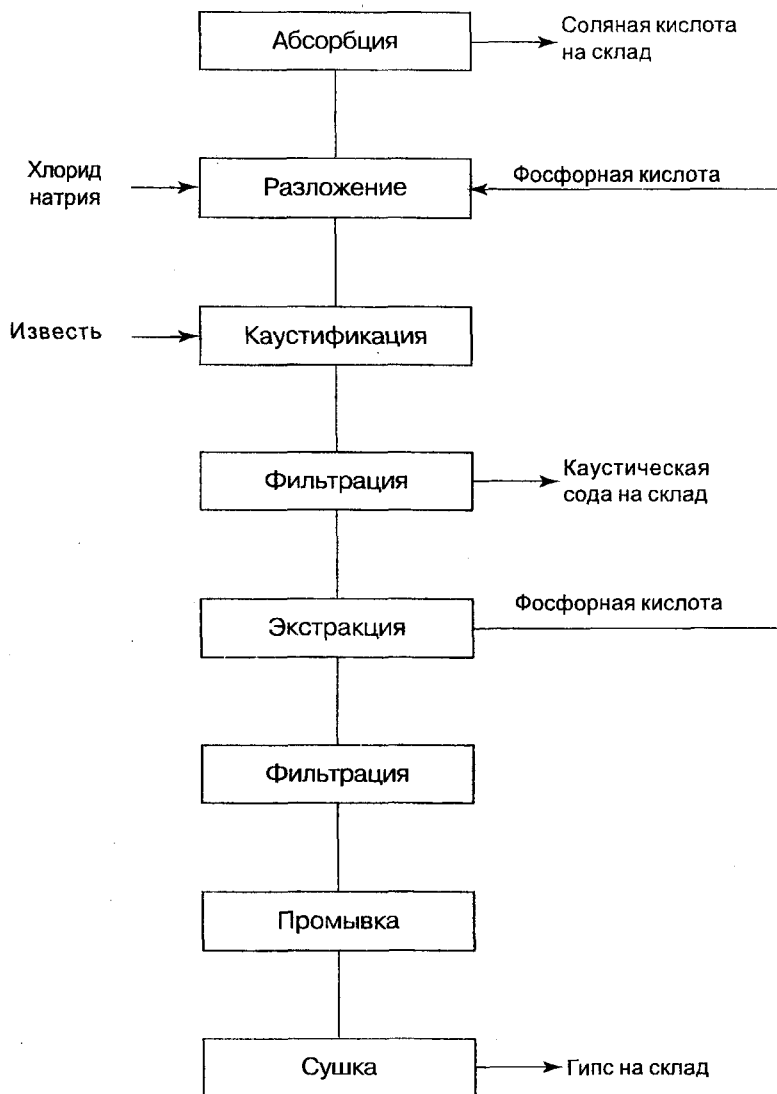 Абсорбция
Соляная кислота
на склад
Хлорид
натрия
Разложение
Фосфорная кислота
Известь
Каустификация
Фильтрация
Каустическая
сода на склад
Экстракция
Фосфорная кислота
Фильтрация
Промывка
Сушка
Гипс на склад